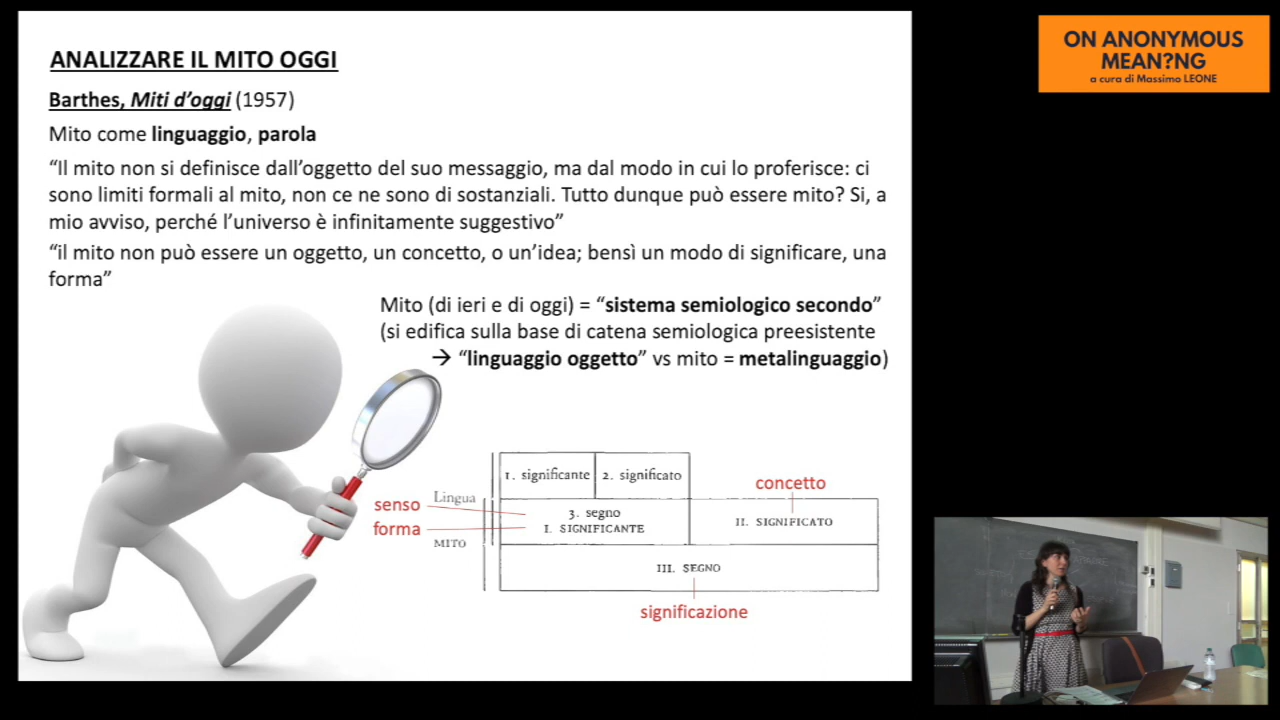 ANALIZZARE IL MITO OGGI
Barthes, Miti d’oggi (1957)
Mito come linguaggio, parola
“Il mito non si definisce dall’oggetto del suo messaggio, ma dal modo in cui lo proferisce: ci
sono limiti formali al mito, non ce ne sono di sostanziali. Tutto dunque può essere mito? Si, a
mio avviso, perché l’universo è infinitamente suggestivo”
“il mito non può essere un oggetto, un concetto, o un’idea; bensì un modo di significare, una
forma”
Mito (di ieri e di oggi) = “sistema semiologico secondo”
(si edifica sulla base di catena semiologica preesistente
→ “linguaggio oggetto” vs mito = metalinguaggio)
1. significante
2. significato
concetto
senso
Lingua
3. segno
forma
I. SIGNIFICANTE
II. SIGNIFICATO
MITO
III. SEGNO
significazione
ON ANONYMOUS
MEAN?NG
a cura di Massimo LEONE